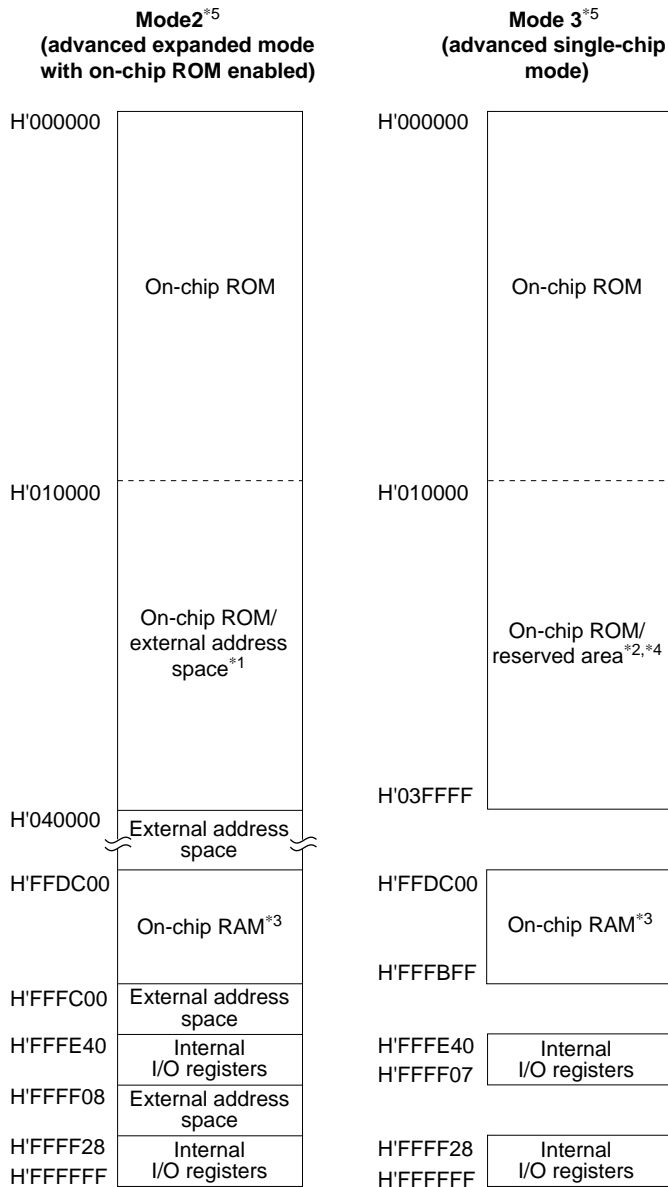 Mode2*5
(advanced expanded mode
with on-chip ROM enabled)
H'000000
On-chip ROM
H'010000
On-chip ROM/
external address
space*1
H'040000
External address
space
H'FFDC00
On-chip RAM*3
H'FFFC00
External address
space
H'FFFE40
Internal
I/O registers
H'FFFF08
External address
space
H'FFFF28
Internal
I/O registers
H'FFFFFF
Mode 3*5
(advanced single-chip
mode)
H'000000
On-chip ROM
H'010000
On-chip ROM/
reserved area*2,*4
H'03FFFF
H'FFDC00
On-chip RAM*3
H'FFFBFF
H'FFFE40
Internal
I/O registers
H'FFFF07
H'FFFF28
Internal
I/O registers
H'FFFFFF